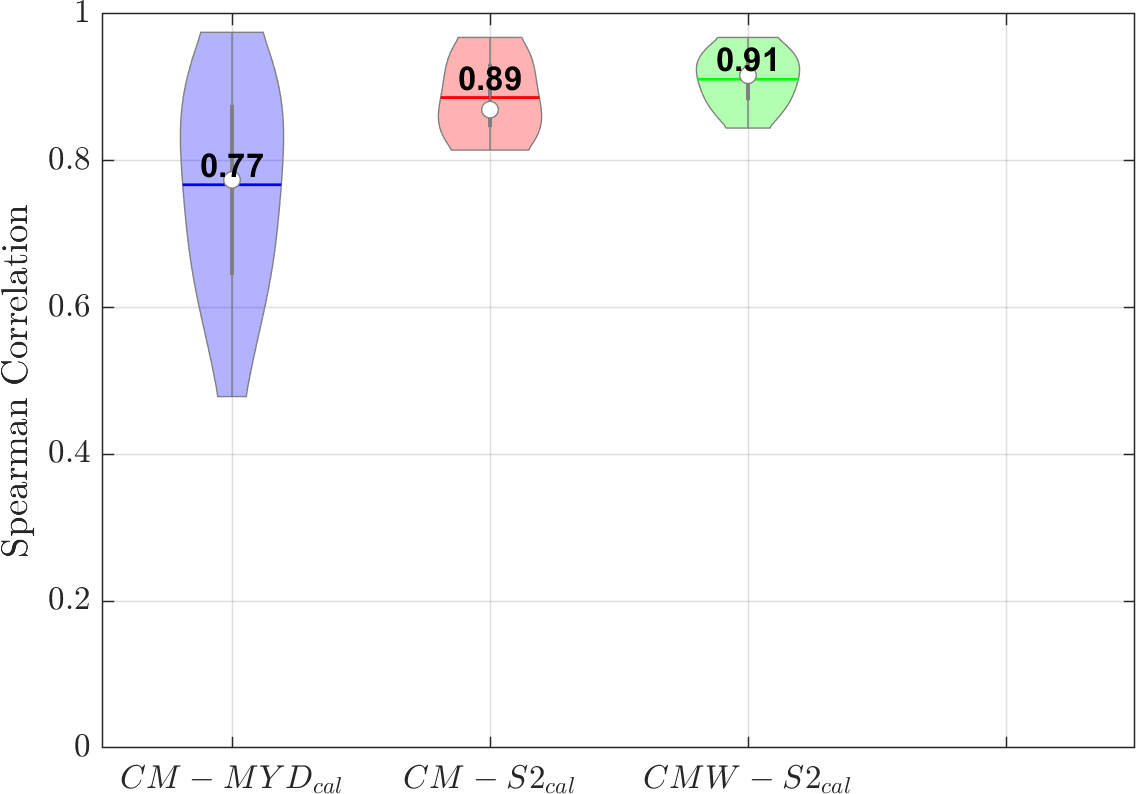 1
0.8
0.6
0.4
0.2
0
Spearman Correlation
0.77
0.89
0.91
CM − MYD_cal
CM − S2_cal
CMW − S2_cal